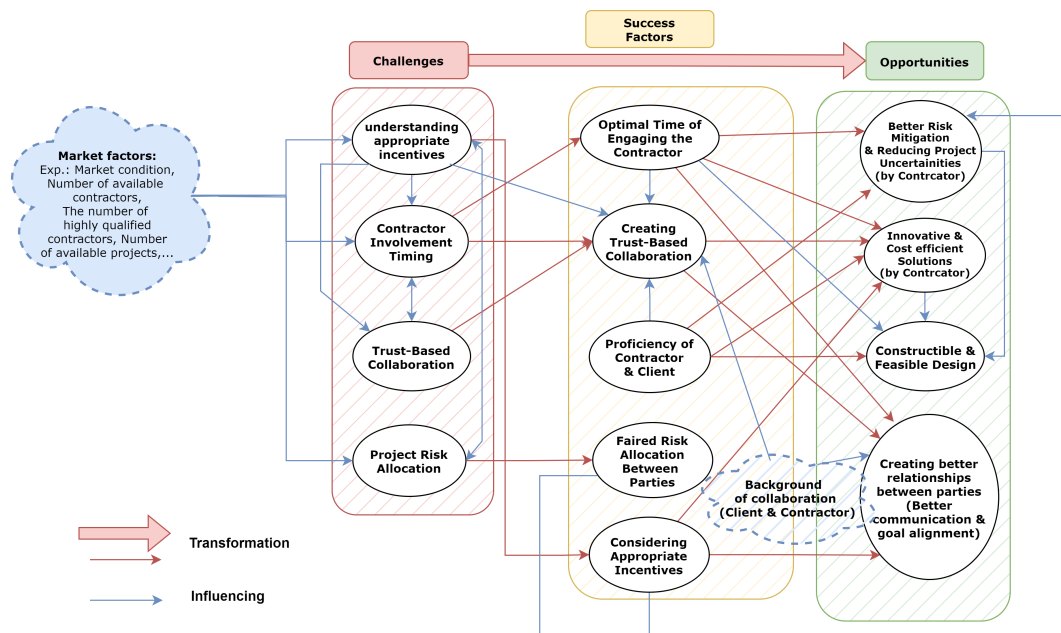 Success
Factors
Challenges
Opportunities
Market factors:
Exp.: Market condition,
Number of available
contractors,
The number of
highly qualified
contractors, Number
of available projects,...
understanding
appropriate
incentives
Contractor
Involvement
Timing
Trust-Based
Collaboration
Project Risk
Allocation
Optimal Time of
Engaging the
Contractor
Creating
Trust-Based
Collaboration
Proficiency of
Contractor
& Client
Faired Risk
Allocation
Between
Parties
Considering
Appropriate
Incentives
Better Risk
Mitigation
& Reducing Project
Uncertainities
(by Contrcator)
Innovative &
Cost efficient
Solutions
(by Contrcator)
Constructible &
Feasible Design
Creating better
relationships
between parties
(Better
communication &
goal alignment)
Background
of collaboration
(Client & Contractor)
Transformation
Influencing